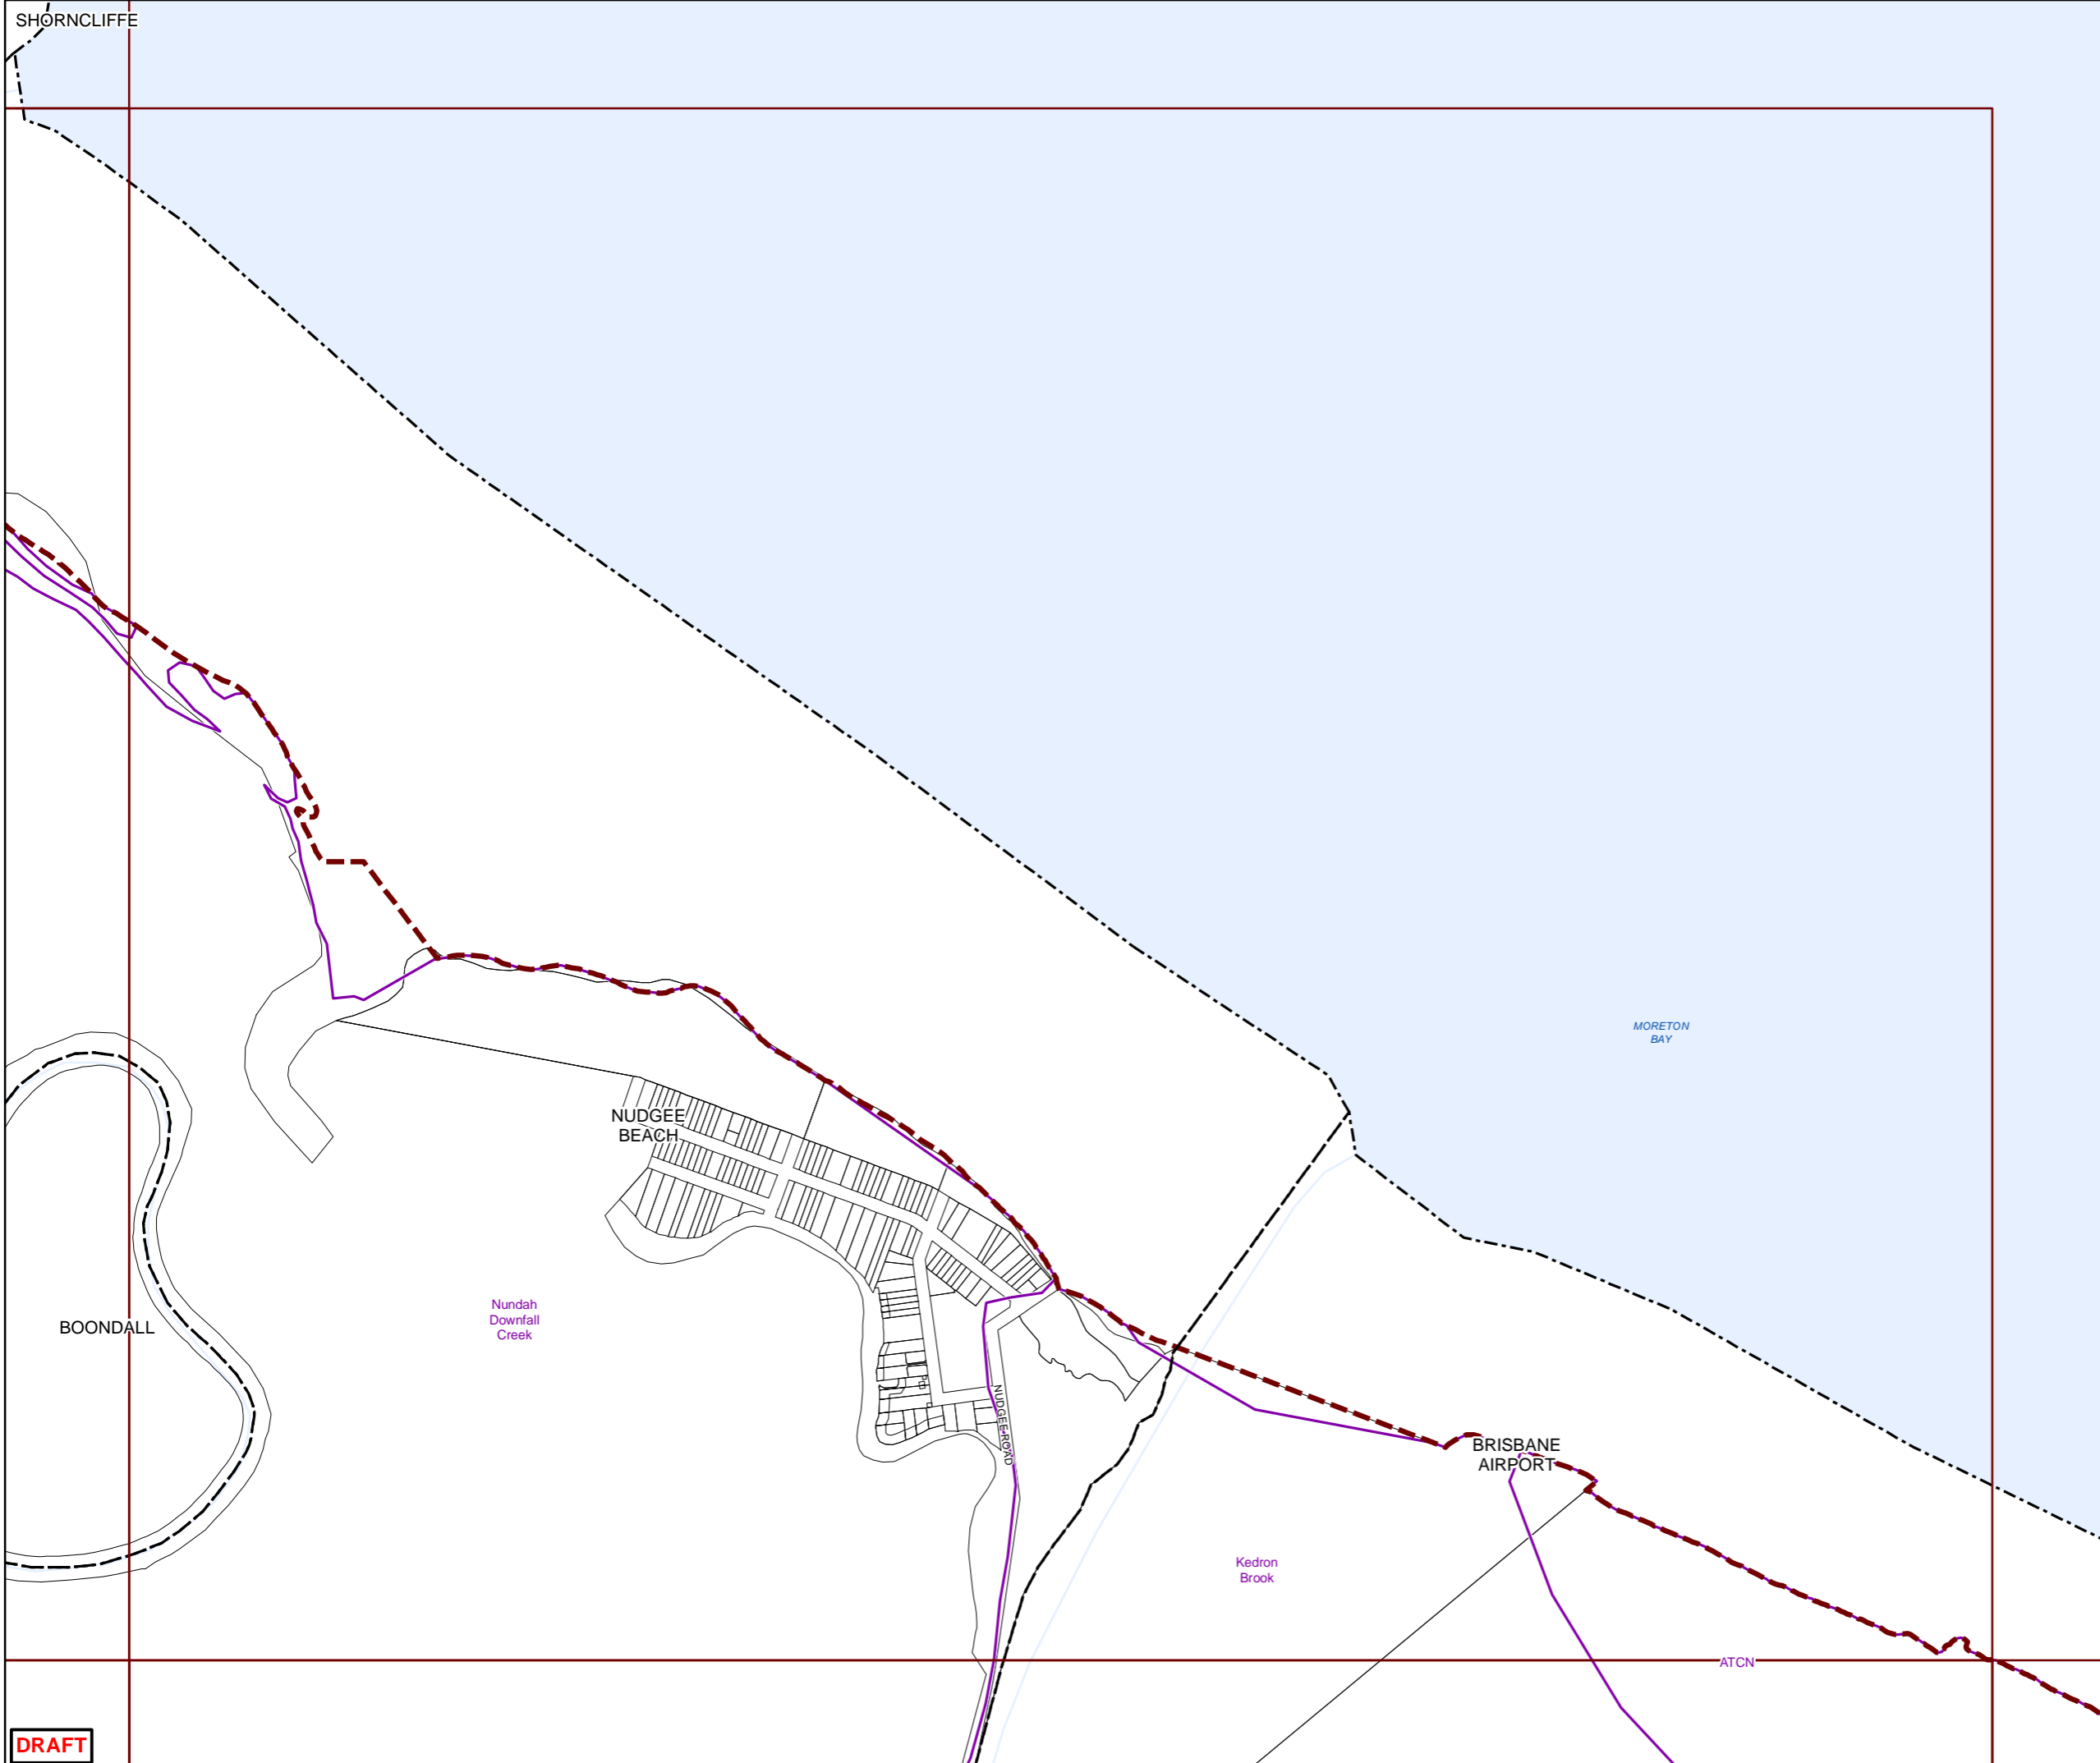 SHORNCLIFFE
MORETON
BAY
NUDGEE
BEACH
Nundah
Downfall
Creek
BOONDALL
NUDGEE ROAD
BRISBANE
AIRPORT
Kedron
Brook
ATCN
DRAFT